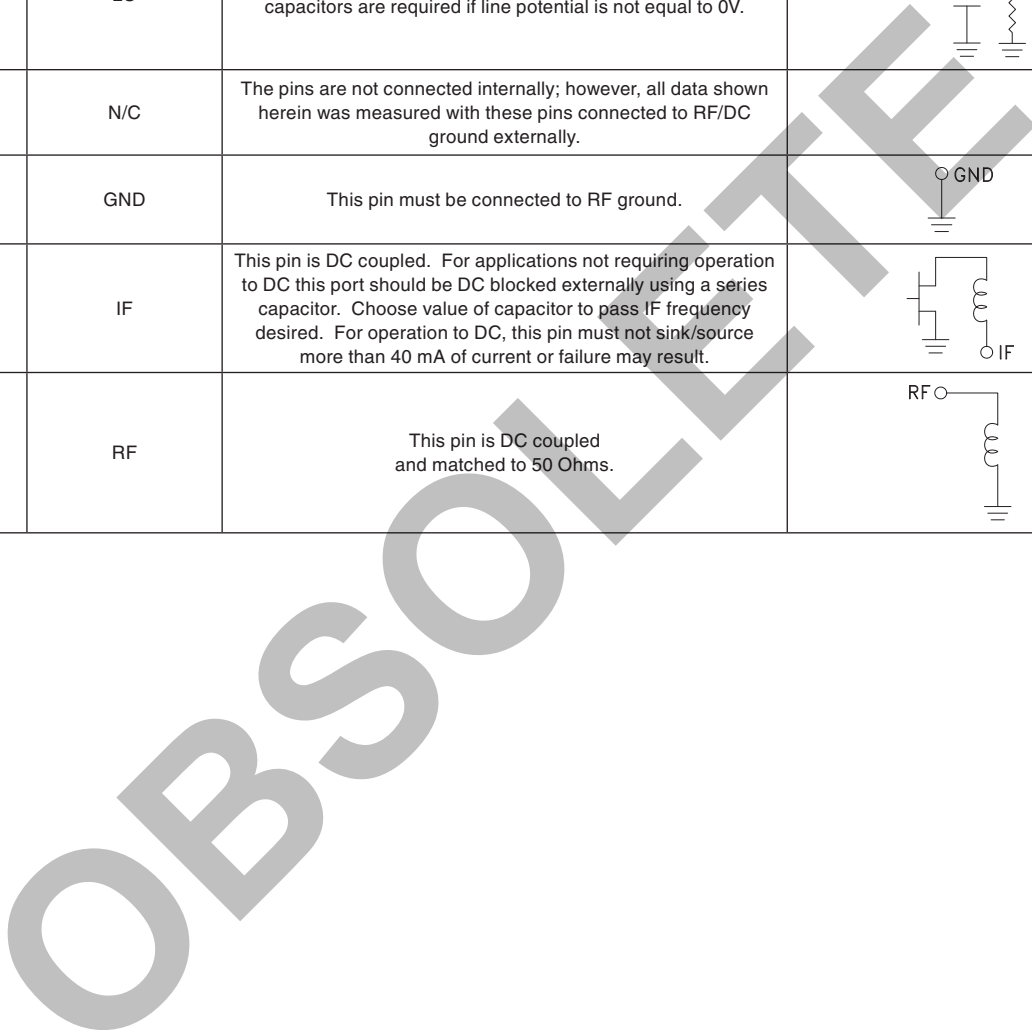 capacitors are required if line potential is not equal to 0V.
N/C
The pins are not connected internally; however, all data shown
herein was measured with these pins connected to RF/DC
ground externally.
GND
This pin must be connected to RF ground.
GND
IF
This pin is DC coupled. For applications not requiring operation
to DC this port should be DC blocked externally using a series
capacitor. Choose value of capacitor to pass IF frequency
desired. For operation to DC, this pin must not sink/source
more than 40 mA of current or failure may result.
IF
RF
This pin is DC coupled
and matched to 50 Ohms.
RF
OBSOLETE